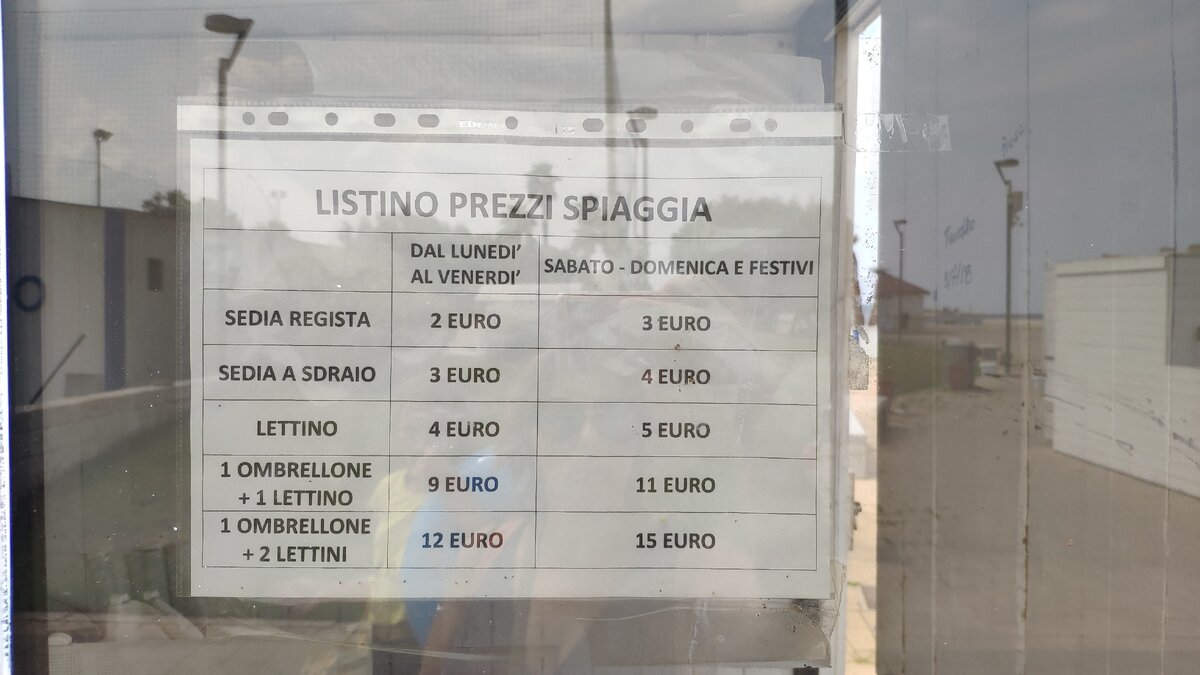 LISTINO PREZZI SPIAGGIA
DAL LUNEDI'
AL VENERDI'
SABATO - DOMENICA E FESTIVI
SEDIA REGISTA 2 EURO 3 EURO
SEDIA A SDRAIO 3 EURO 4 EURO
LETTINO 4 EURO 5 EURO
1 OMBRELLONE
+ 1 LETTINO
9 EURO 11 EURO
1 OMBRELLONE
+ 2 LETTINI
12 EURO 15 EURO